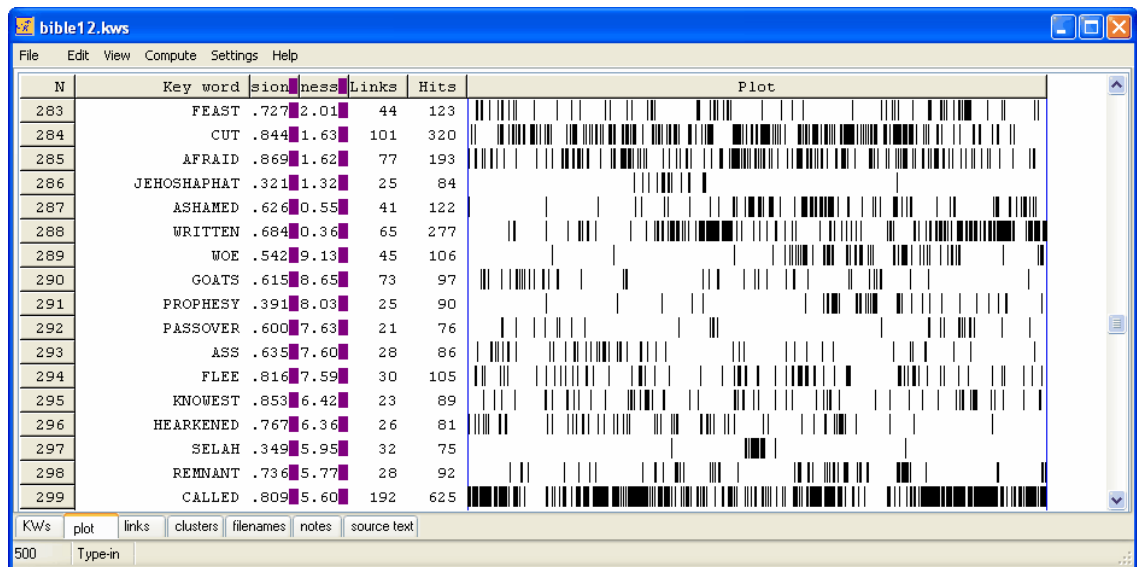 bible12.kws
File Edit View Compute Settings Help
N Key word sion ness Links Hits Plot
283 FEAST .727 2.01 44 123
284 CUT .844 1.63 101 320
285 AFRAID .869 1.62 77 193
286 JEHOSHAPHAT .321 1.32 25 84
287 ASHAMED .626 0.55 41 122
288 WRITTEN .684 0.36 65 277
289 WOE .542 9.13 45 106
290 GOATS .615 8.65 73 97
291 PROPHESY .391 8.03 25 90
292 PASSOVER .600 7.63 21 76
293 ASS .635 7.60 28 86
294 FLEE .816 7.59 30 105
295 KNOWEST .853 6.42 23 89
296 HEARKENED .767 6.36 26 81
297 SELAH .349 5.95 32 75
298 REMNANT .736 5.77 28 92
299 CALLED .809 5.60 192 625
KWs plot links clusters filenames notes source text
500 Type-in